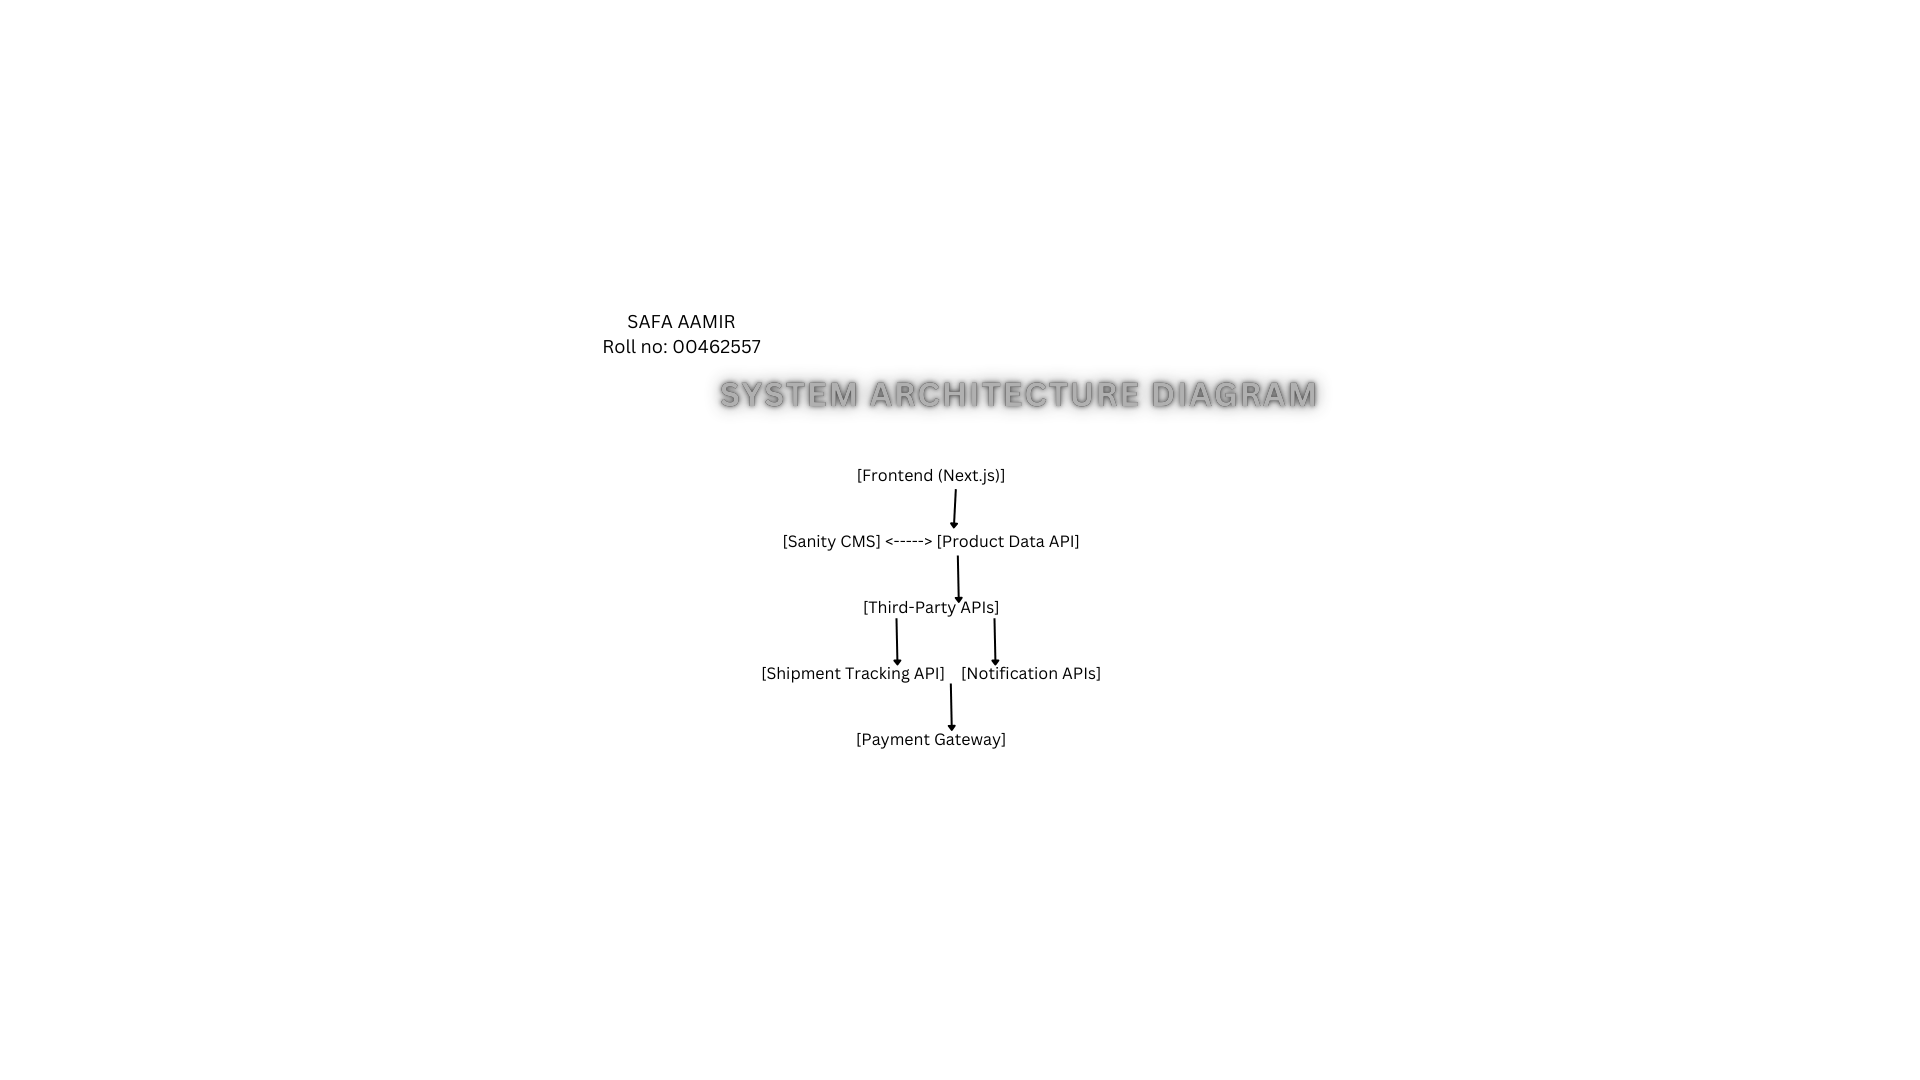 SAFA AAMIR
Roll no: 00462557
SYSTEM ARCHITECTURE DIAGRAM
[Frontend (Next.js)]
[Sanity CMS] <-----> [Product Data API]
[Third-Party APIs]
[Shipment Tracking API] [Notification APIs]
[Payment Gateway]